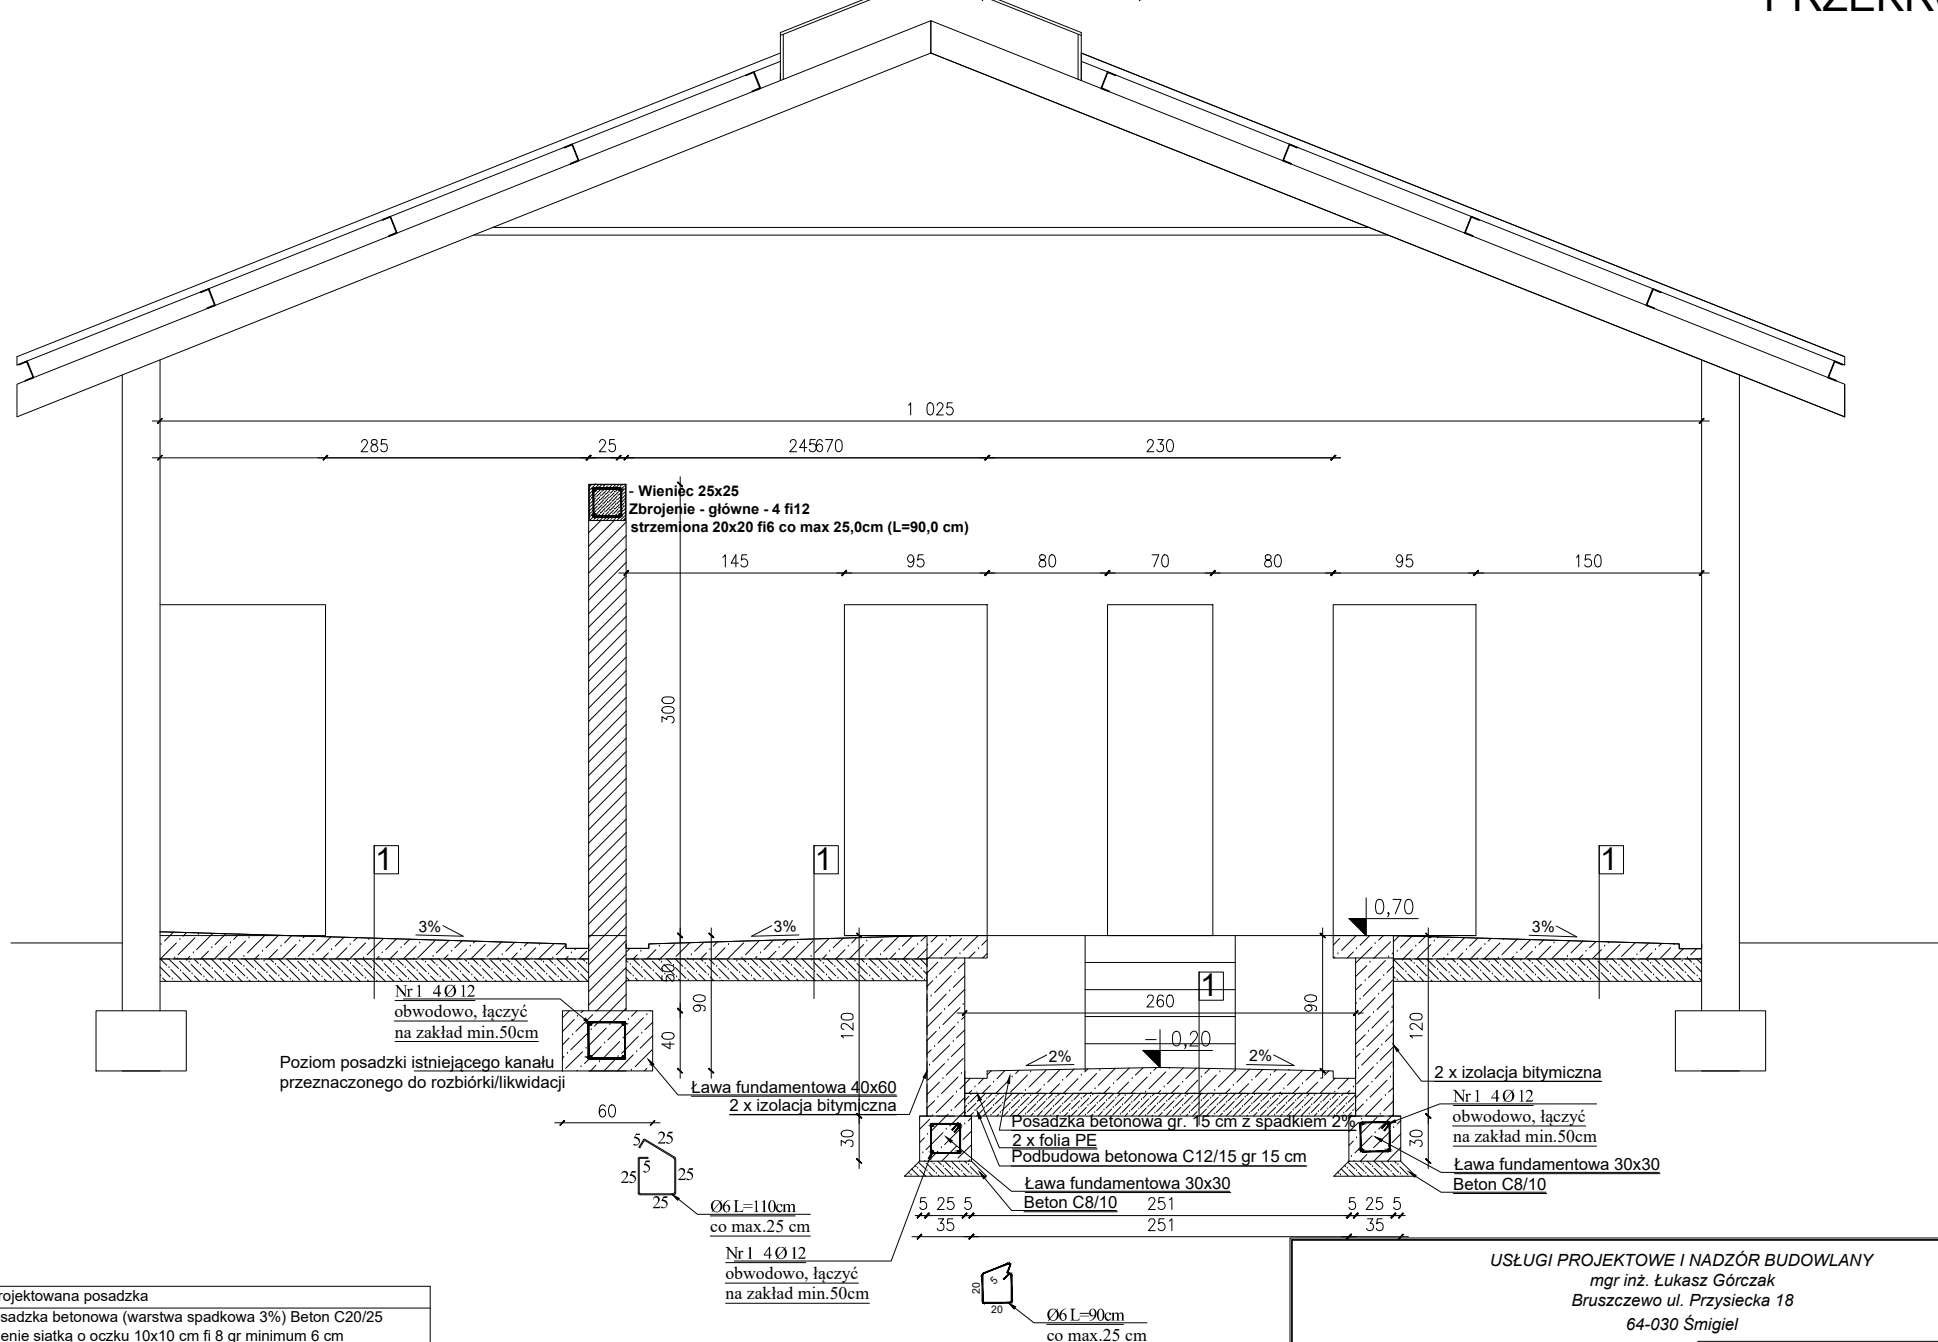 1 025
285
25
230
- Wieniec 25x25
Zbrojenie - główne - 4 fi12
strzemiona 20x20 fi6 co max 25,0cm (L=90,0 cm)
145
95
80
70
80
95
150
300
1
1
1
3%
3%
0,70
3%
Nr 1 4 Ø 12
obwodowo, łączyć
na zakład min.50cm
90
40
120
260
1
90
120
- 0,20
2%
2%
Poziom posadzki istniejącego kanału
przeznaczonego do rozbiórki/likwidacji
Ława fundamentowa 40x60
2 x izolacja bitymiczna
2 x izolacja bitymiczna
Nr 1 4 Ø 12
obwodowo, łączyć
na zakład min.50cm
60
30
Posadzka betonowa gr. 15 cm z spadkiem 2%
2 x folia PE
Podbudowa betonowa C12/15 gr 15 cm
30
Ława fundamentowa 30x30
Beton C8/10
Ława fundamentowa 30x30
Beton C8/10
5 25
25 5 25
25
Ø6 L=110cm
co max.25 cm
5 25 5 251 5 25 5
35 251 35
Nr 1 4 Ø 12
obwodowo, łączyć
na zakład min.50cm
20 5
20
Ø6 L=90cm
co max.25 cm
rojektowana posadzka
sadzka betonowa (warstwa spadkowa 3%) Beton C20/25
enie siatką o oczku 10x10 cm fi 8 gr minimum 6 cm
USŁUGI PROJEKTOWE I NADZÓR BUDOWLANY
mgr inż. Łukasz Górczak
Bruszczewo ul. Przysiecka 18
64-030 Śmigiel